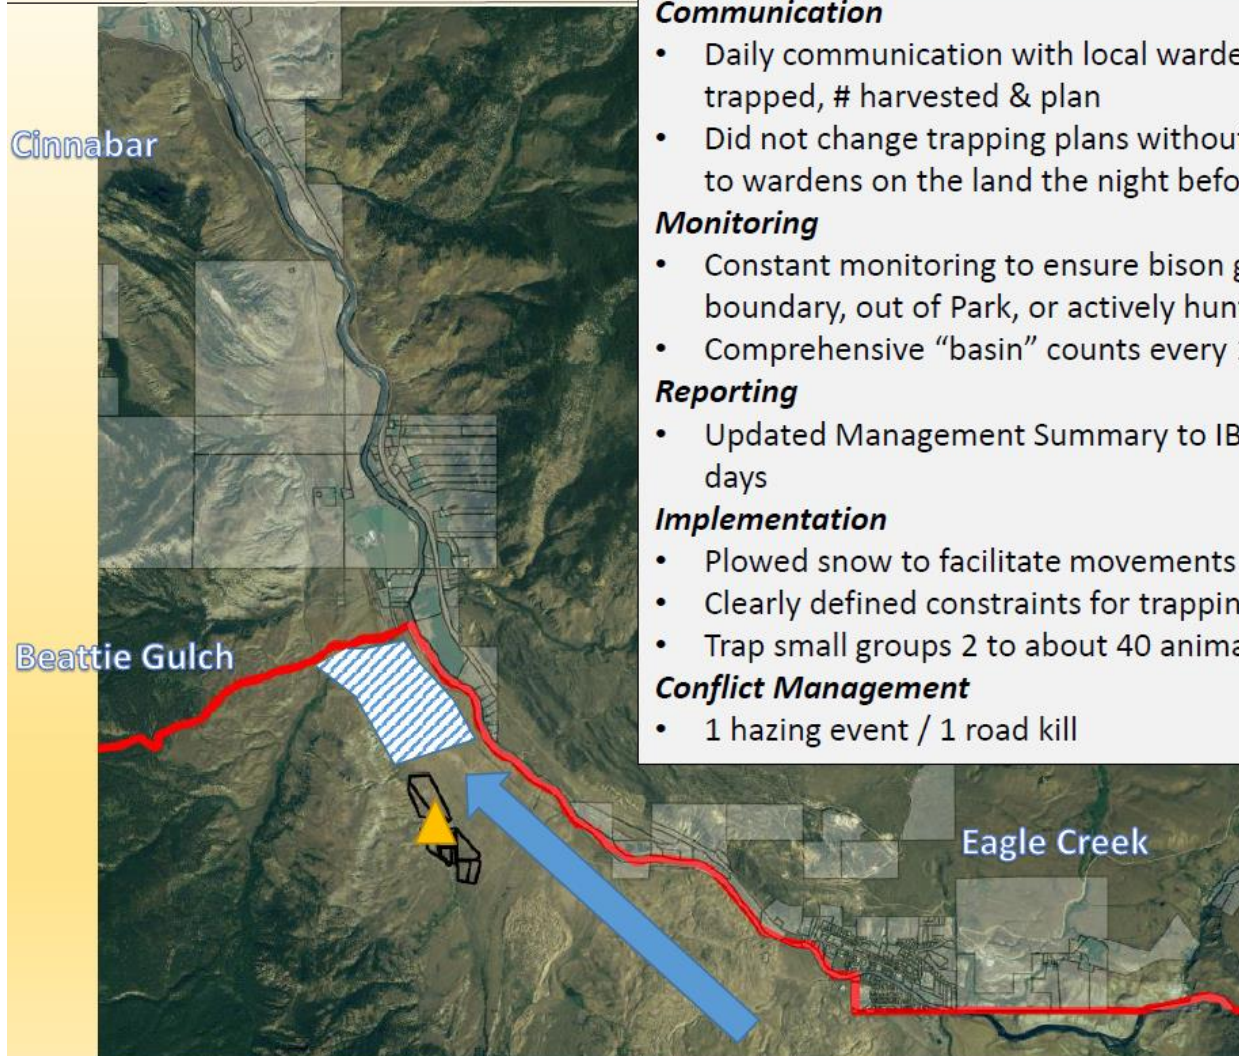 Communication
• Daily communication with local warde
trapped, # harvested & plan
• Did not change trapping plans without
to wardens on the land the night befo
Monitoring
• Constant monitoring to ensure bison g
boundary, out of Park, or actively hun
• Comprehensive “basin” counts every
Reporting
• Updated Management Summary to IB
days
Implementation
• Plowed snow to facilitate movements
• Clearly defined constraints for trappin
• Trap small groups 2 to about 40 anima
Conflict Management
• 1 hazing event / 1 road kill
Cinnabar
Beattie Gulch
Eagle Creek